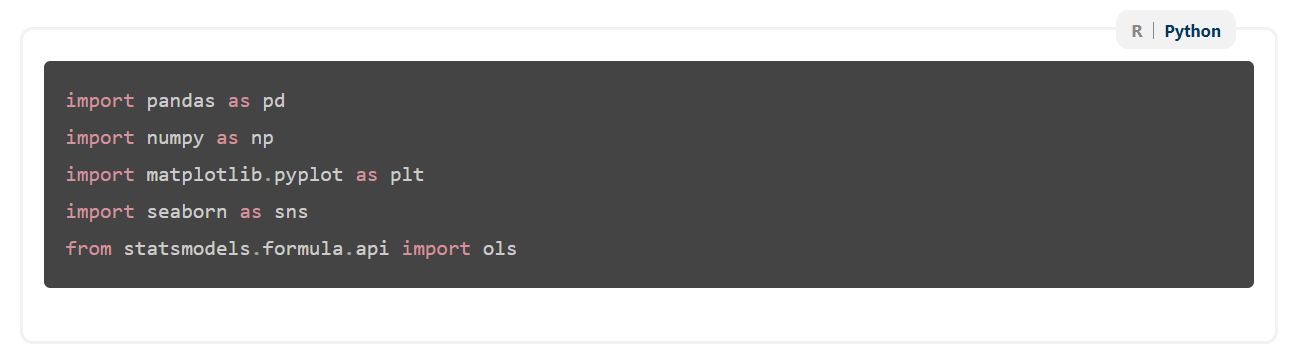 R | Python
import pandas as pd
import numpy as np
import matplotlib.pyplot as plt
import seaborn as sns
from statsmodels.formula.api import ols